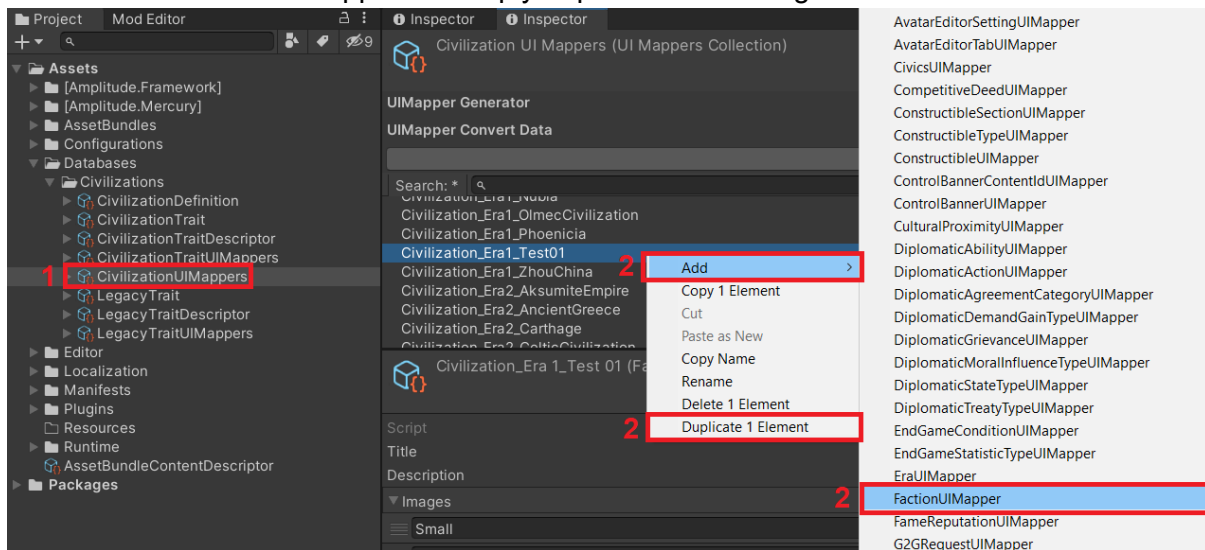 Project Mod Editor
9
Assets
[Amplitude.Framework]
[Amplitude.Mercury]
AssetBundles
Configurations
Databases
Civilizations
CivilizationDefinition
CivilizationTrait
CivilizationTraitDescriptor
CivilizationTraitUIMappers
1 CivilizationUIMappers
LegacyTrait
LegacyTraitDescriptor
LegacyTraitUIMappers
Editor
Localization
Manifests
Plugins
Resources
Runtime
AssetBundleContentDescriptor
Packages
Inspector Inspector
Civilization UI Mappers (UI Mappers Collection)
UIMapper Generator
UIMapper Convert Data
Search: *
Civilization_Era1_Nubia
Civilization_Era1_OlmecCivilization
Civilization_Era1_Phoenicia
Civilization_Era1_Test01
Civilization_Era1_ZhouChina
Civilization_Era2_AksumiteEmpire
Civilization_Era2_AncientGreece
Civilization_Era2_Carthage
Civilization_Era2_CelticCivilization
Civilization_Era 1_Test 01 (Fa
Script
Title
Description
Images
Small
2 Add >
Copy 1 Element
Cut
Paste as New
Copy Name
Rename
Delete 1 Element
2 Duplicate 1 Element
AvatarEditorSettingUIMapper
AvatarEditorTabUIMapper
CivicsUIMapper
CompetitiveDeedUIMapper
ConstructibleSectionUIMapper
ConstructibleTypeUIMapper
ConstructibleUIMapper
ControlBannerContentIdUIMapper
ControlBannerUIMapper
CulturalProximityUIMapper
DiplomaticAbilityUIMapper
DiplomaticActionUIMapper
DiplomaticAgreementCategoryUIMapper
DiplomaticDemandGainTypeUIMapper
DiplomaticGrievanceUIMapper
DiplomaticMoralInfluenceTypeUIMapper
DiplomaticStateTypeUIMapper
DiplomaticTreatyTypeUIMapper
EndGameConditionUIMapper
EndGameStatisticTypeUIMapper
EraUIMapper
2 FactionUIMapper
FameReputationUIMapper
G2GRequestUIMapper